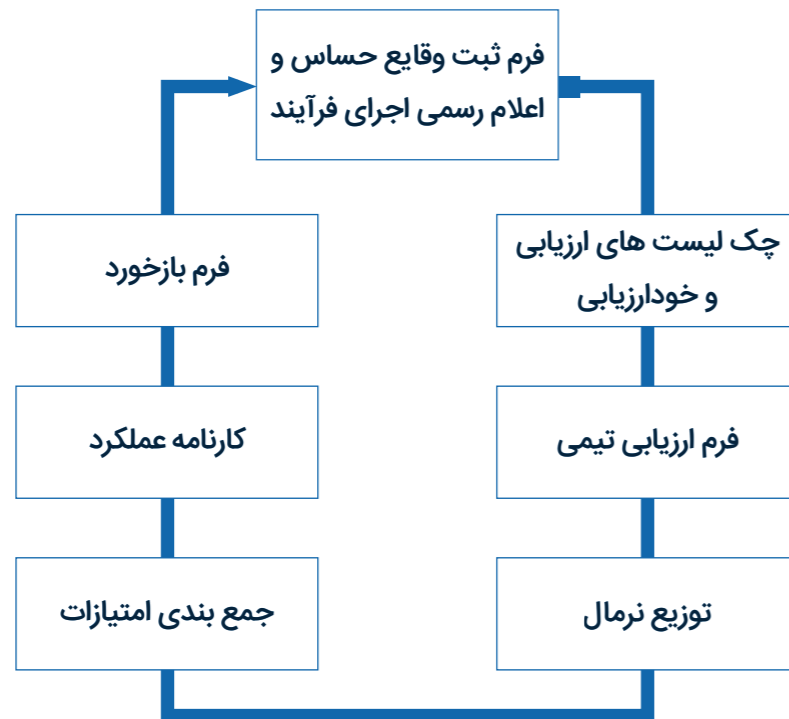 فرم ثبت وقایع حساس و
اعلام رسمی اجرای فرآیند
چک لیست های ارزیابی
و خودارزیابی
فرم ارزیابی تیمی
توزیع نرمال
جمع بندی امتیازات
کارنامه عملکرد
فرم بازخورد